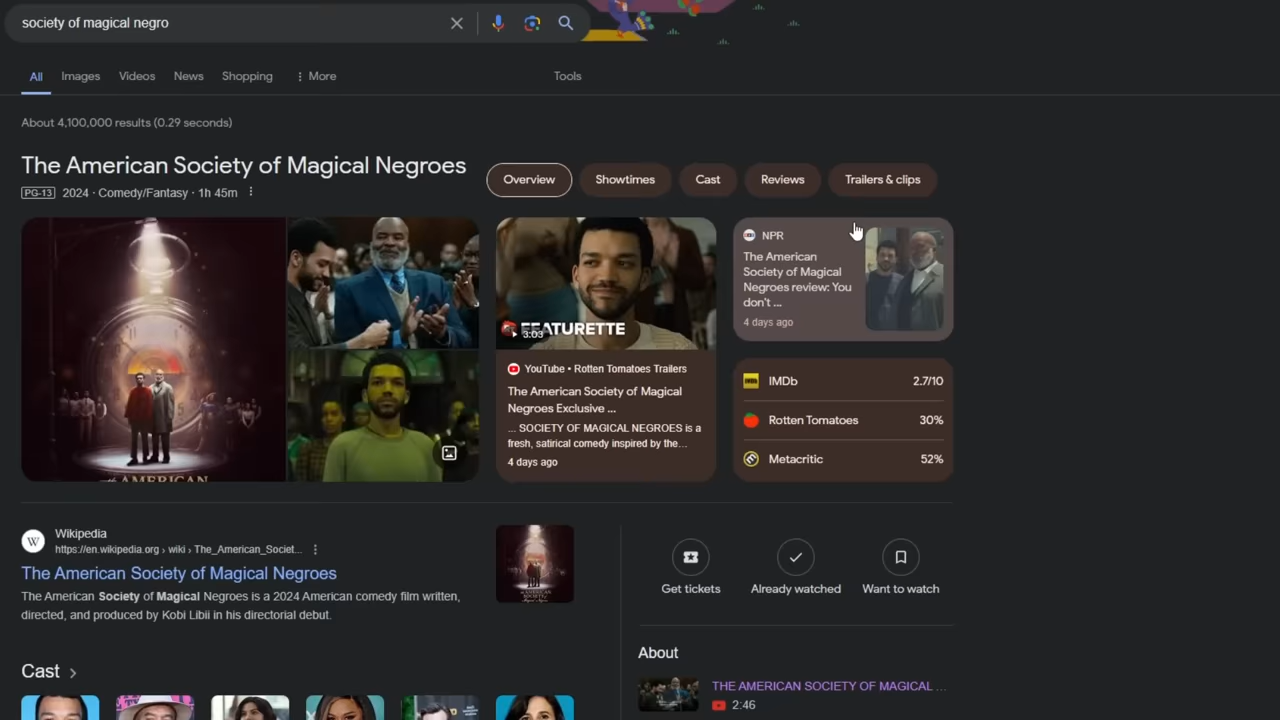 society of magical negro
All Images Videos News Shopping More Tools
About 4,100,000 results (0.29 seconds)
The American Society of Magical Negroes
PG-13 2024 · Comedy/Fantasy · 1h 45m
Overview Showtimes Cast Reviews Trailers & clips
FEATURETTE
3:03
YouTube • Rotten Tomatoes Trailers
The American Society of Magical
Negroes Exclusive ...
... SOCIETY OF MAGICAL NEGROES is a
fresh, satirical comedy inspired by the...
4 days ago
NPR
The American
Society of Magical
Negroes review: You
don't ...
4 days ago
IMDb 2.7/10
Rotten Tomatoes 30%
Metacritic 52%
AMERICAN
W
Wikipedia
https://en.wikipedia.org › wiki › The_American_Societ...
The American Society of Magical Negroes
The American Society of Magical Negroes is a 2024 American comedy film written,
directed, and produced by Kobi Libii in his directorial debut.
Cast
Get tickets Already watched Want to watch
About
THE AMERICAN SOCIETY OF MAGICAL ...
2:46